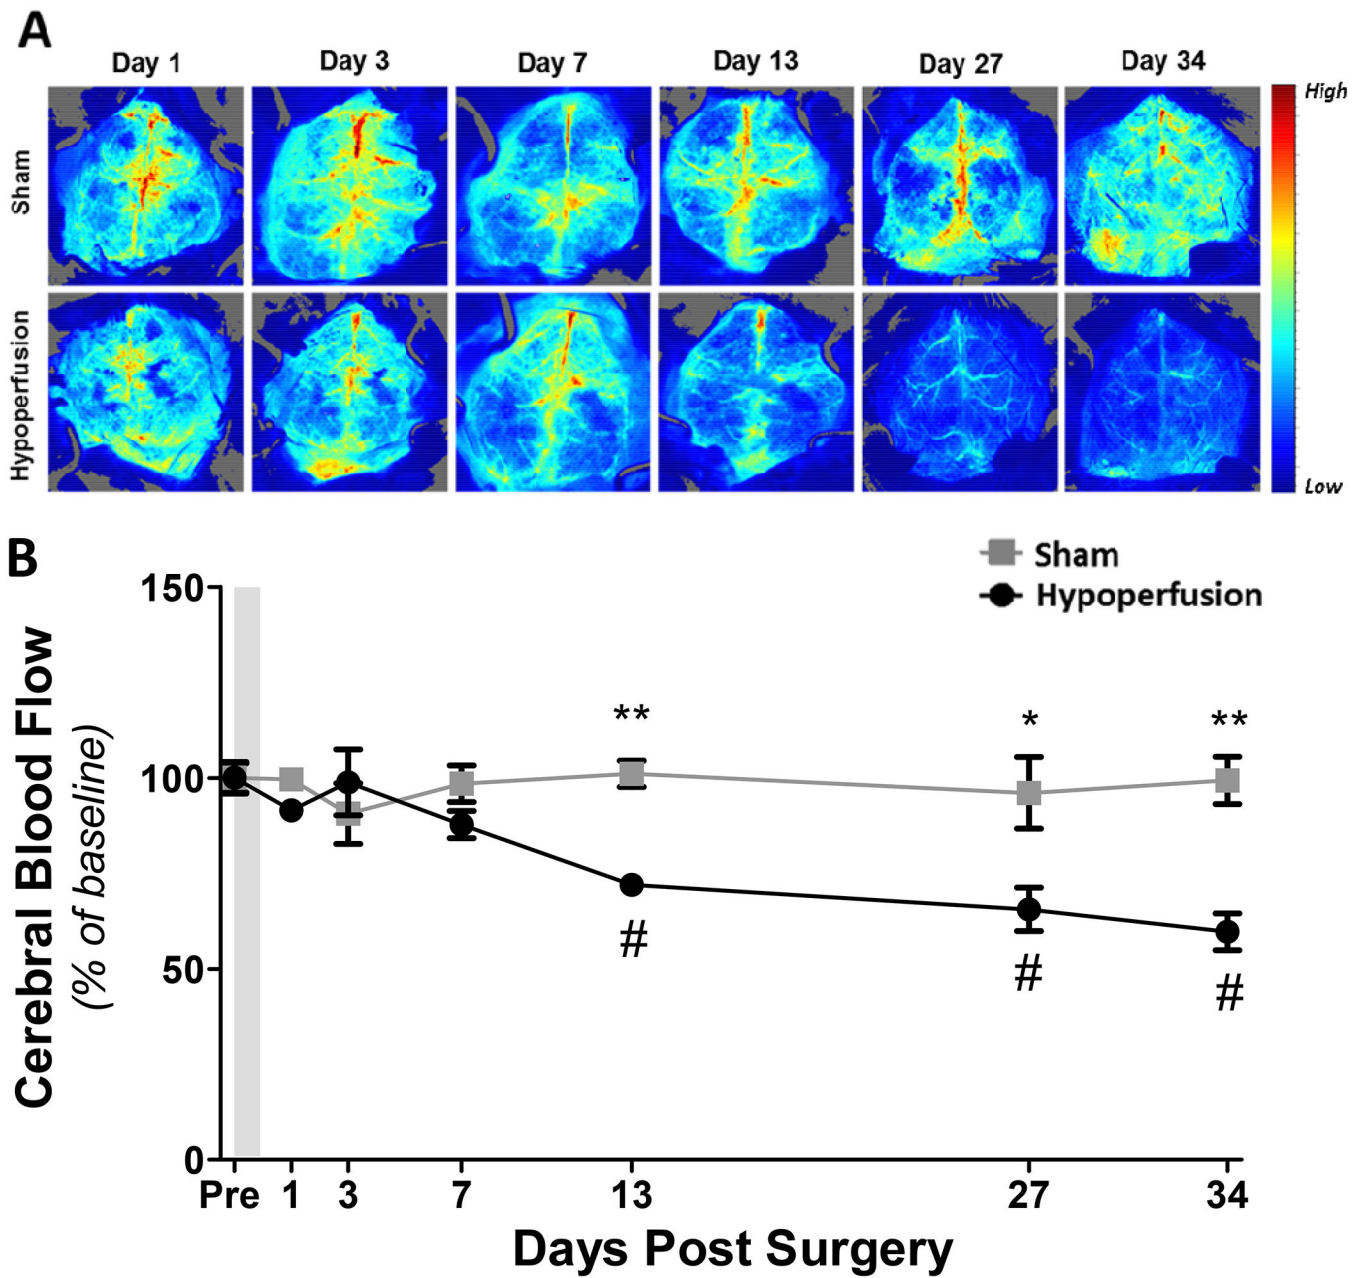 A
Day 1 Day 3 Day 7 Day 13 Day 27 Day 34
High
Sham
Hypoperfusion
Low
B
Sham
Hypoperfusion
Cerebral Blood Flow
(% of baseline)
150
100
50
0
** * **
# # #
Pre 1 3 7 13 27 34
Days Post Surgery